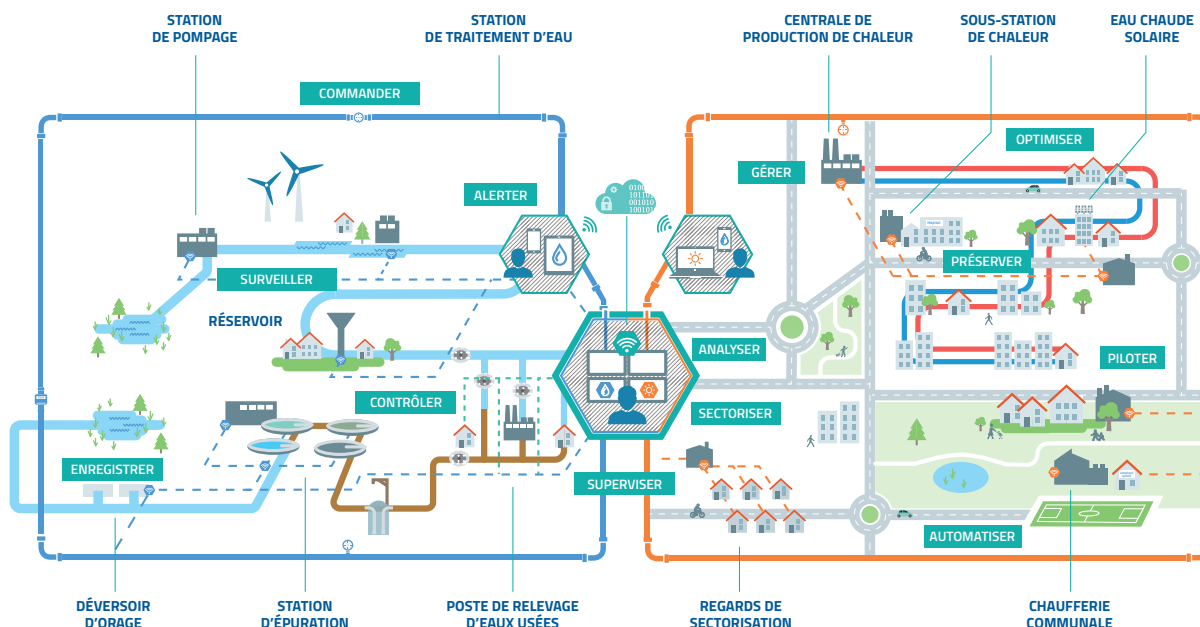 STATION
DE POMPAGE
STATION
DE TRAITEMENT D'EAU
CENTRALE DE
PRODUCTION DE CHALEUR
SOUS-STATION
DE CHALEUR
EAU CHAUDE
SOLAIRE
COMMANDER
OPTIMISER
GÉRER
ALERTER
SURVEILLER
PRÉSERVER
RÉSERVOIR
ANALYSER
PILOTER
CONTRÔLER
SECTORISER
ENREGISTRER
SUPERVISER
AUTOMATISER
DÉVERSOIR
D'ORAGE
STATION
D'ÉPURATION
POSTE DE RELEVAGE
D'EAUX USÉES
REGARDS DE
SECTORISATION
CHAUFFERIE
COMMUNALE